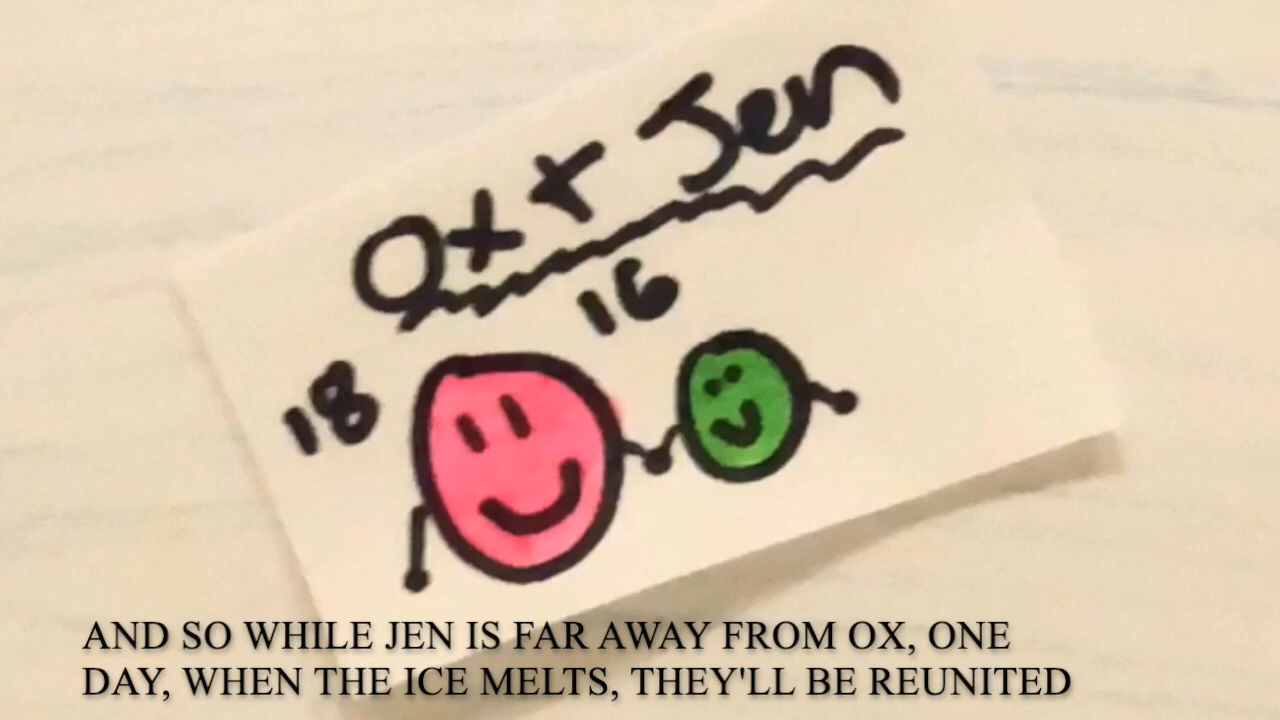 Ox + Jen
16
18
AND SO WHILE JEN IS FAR AWAY FROM OX, ONE
DAY, WHEN THE ICE MELTS, THEY'LL BE REUNITED